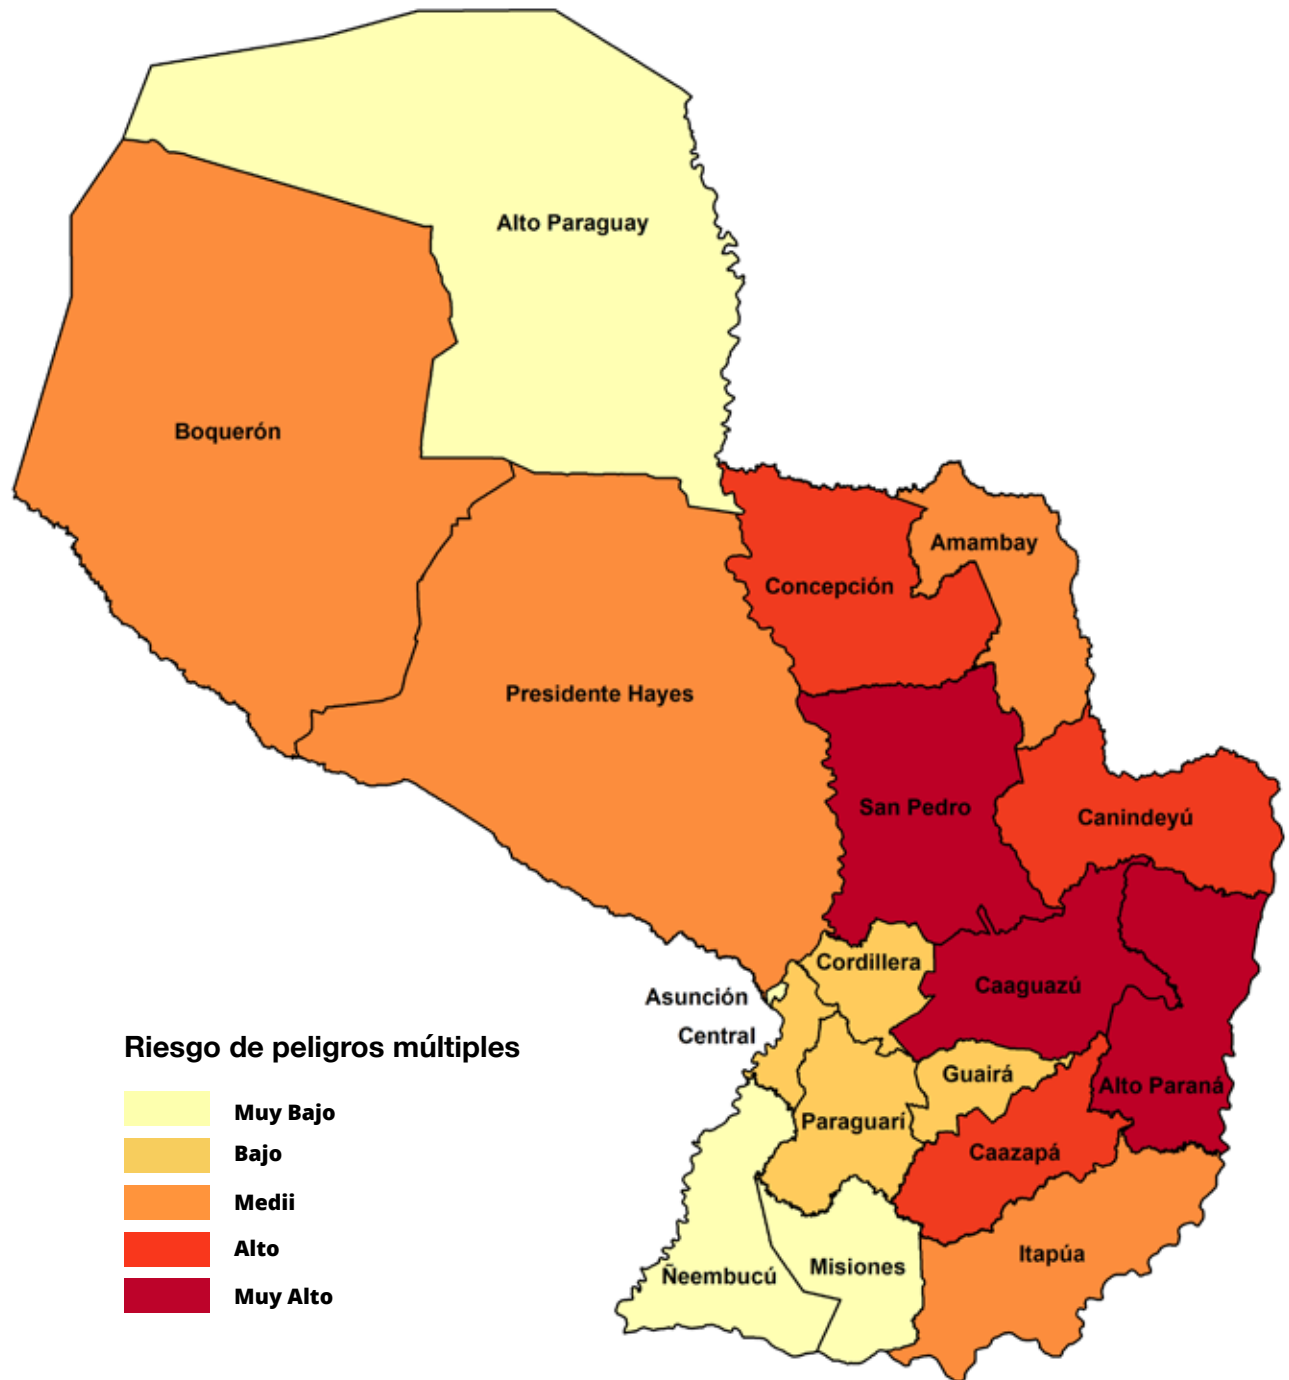 Alto Paraguay
Boquerón
Amambay
Concepción
Presidente Hayes
San Pedro
Canindeyú
Cordillera
Caaguazú
Asunción
Central
Guairá
Alto Paraná
Paraguarí
Caazapá
Itapúa
Misiones
Ñeembucú
Riesgo de peligros múltiples
Muy Bajo
Bajo
Medii
Alto
Muy Alto